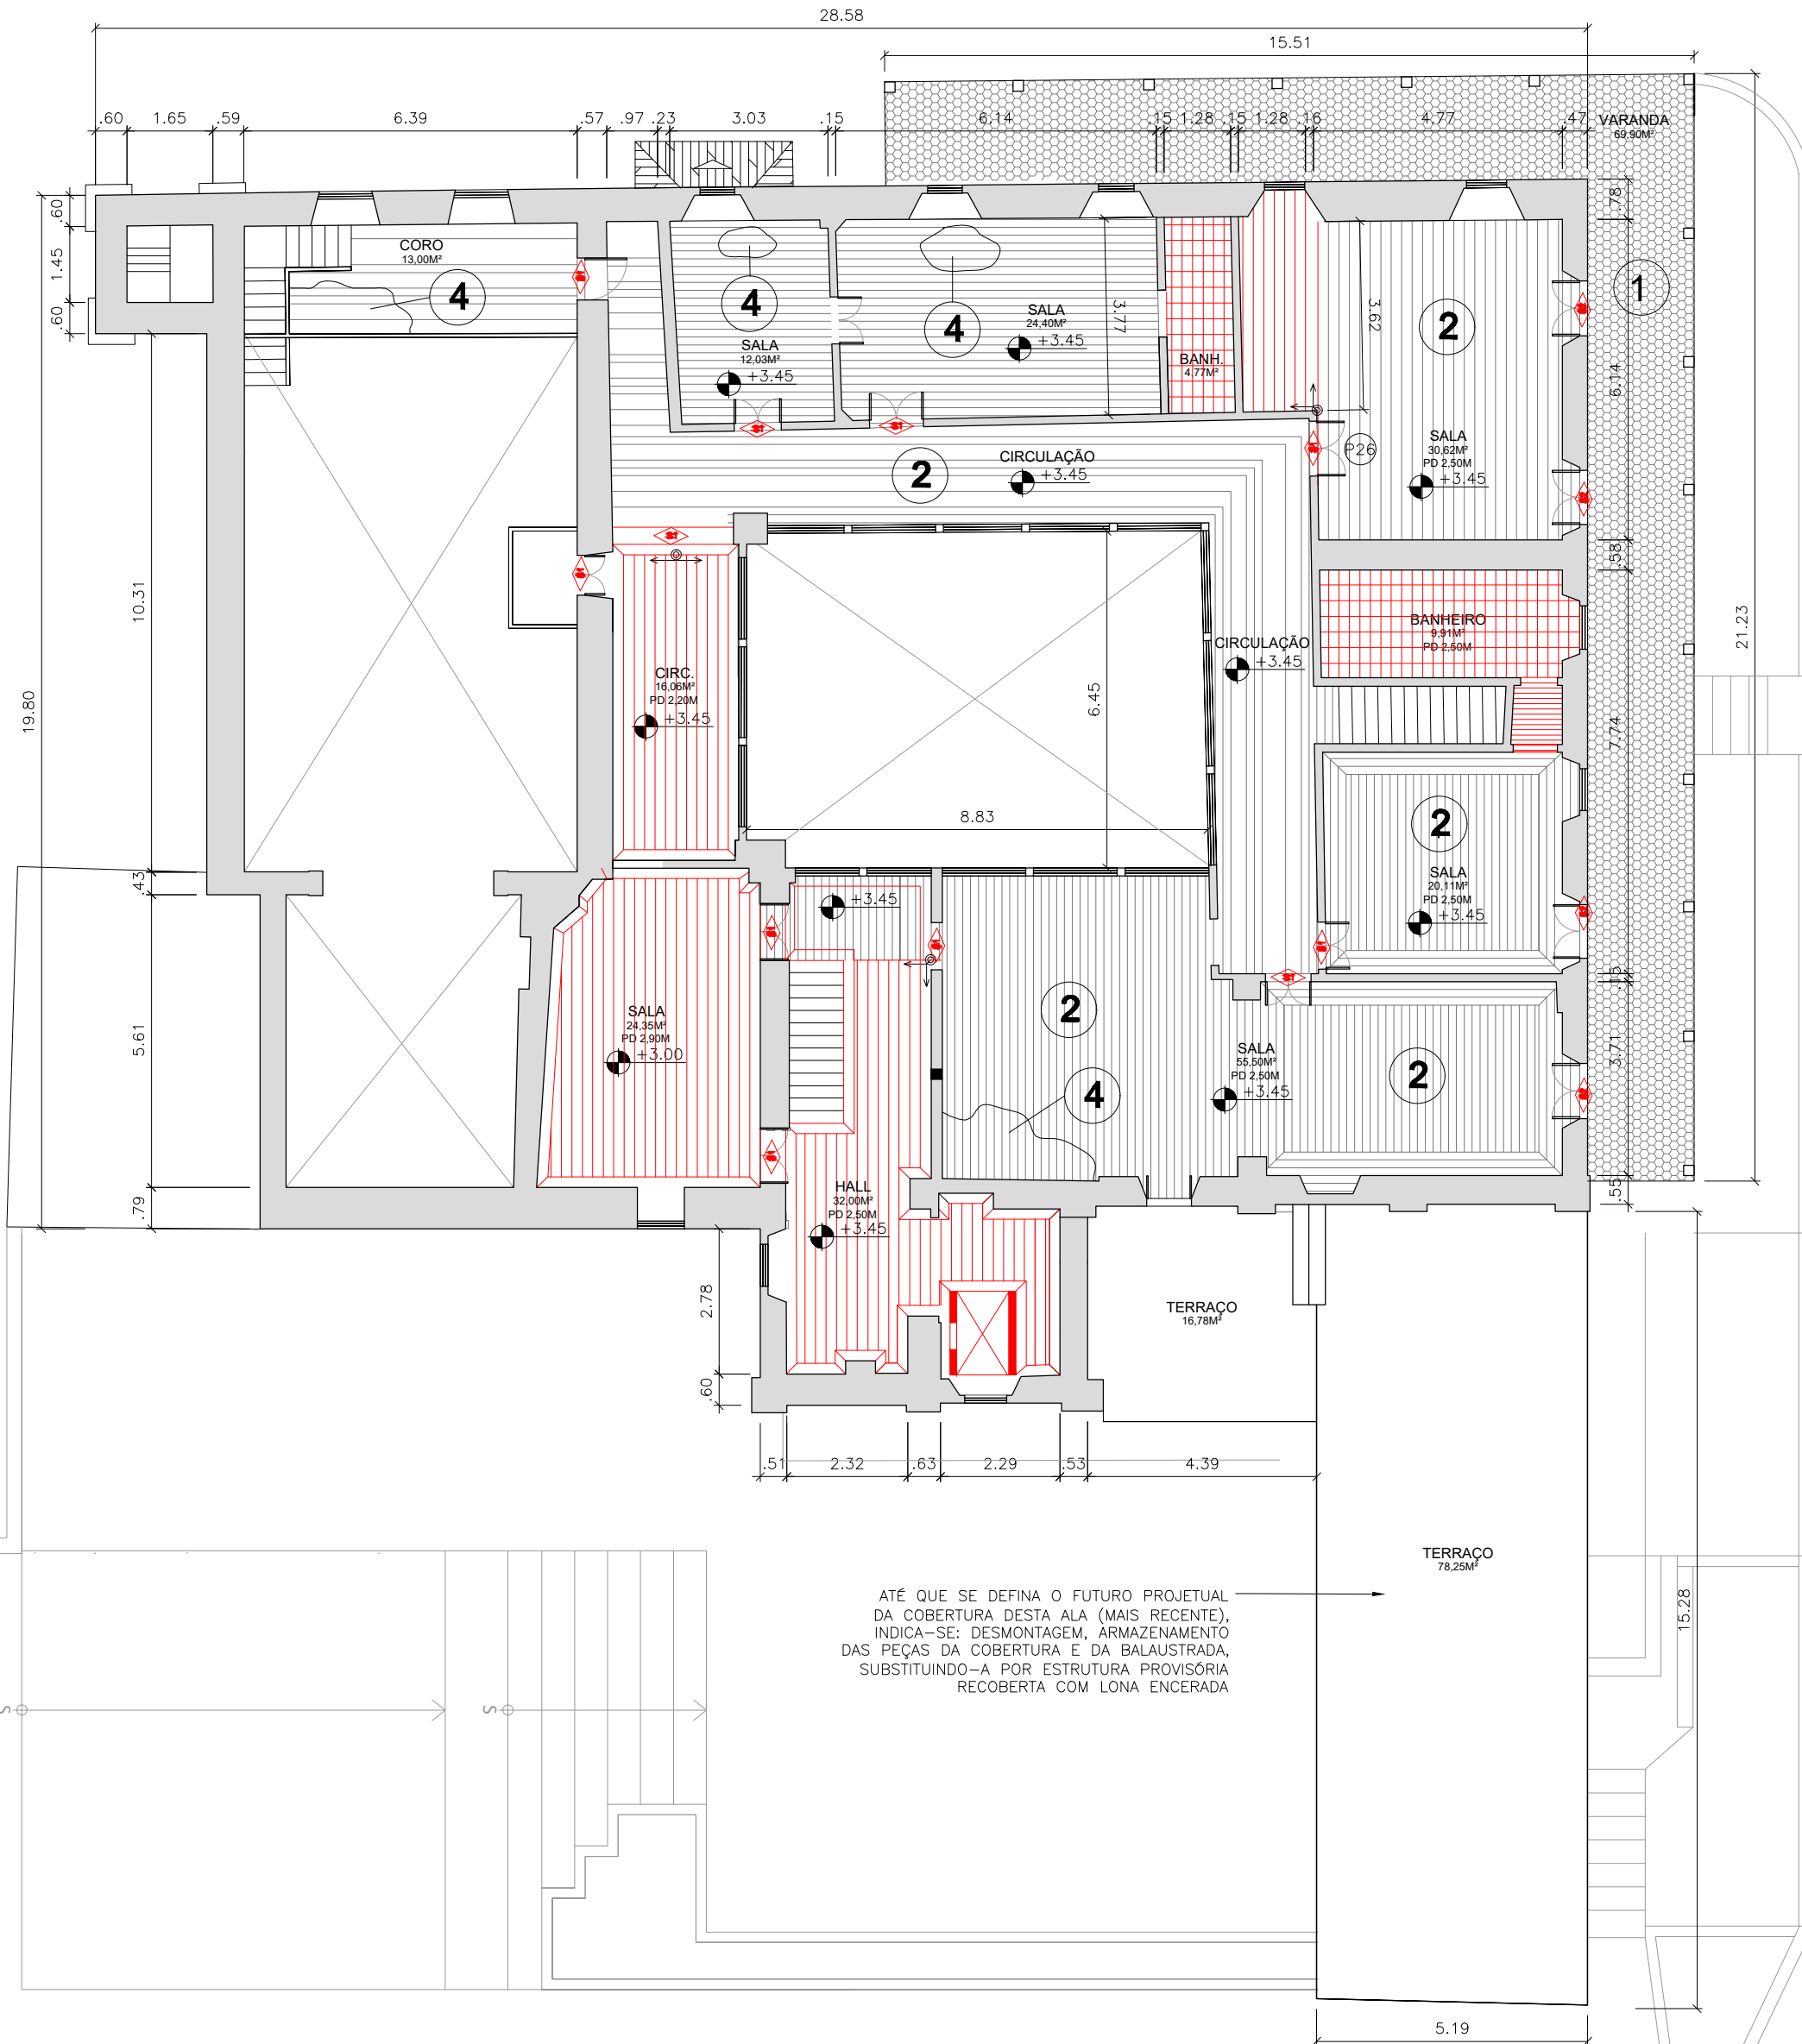 28.58
15.51
.60 1.65 .59 6.39 .57 .97 .23 3.03 .15 6.14 .15 1.28 .15 1.28 .16 4.77 .47
VARANDA
69,90M²
1
.60
1.45
.60
10.31
19.80
.43
5.61
.79
CORO
13,00M²
4
4
SALA
12,03M²
+3.45
4
SALA
24,40M²
+3.45
3.77
BANH.
4.77M²
3.62
2
SALA
30,62M²
PD 2,50M
+3.45
P26
.78
6.14
.58
7.74
.15
3.71
.55
21.23
2
CIRCULAÇÃO
+3.45
CIRCULAÇÃO
+3.45
BANHEIRO
9,91M²
PD 2,50M
CIRC.
16,06M²
PD 2,20M
+3.45
6.45
8.83
2
SALA
20,11M²
PD 2,50M
+3.45
+3.45
SALA
24,35M²
PD 2,90M
+3.00
2
4
SALA
55,50M²
PD 2,50M
+3.45
2
HALL
32,00M²
PD 2,50M
+3.45
2.78
.60
TERRAÇO
16,78M²
.51 2.32 .63 2.29 .53 4.39
TERRAÇO
78,25M²
ATÉ QUE SE DEFINA O FUTURO PROJETUAL
DA COBERTURA DESTA ALA (MAIS RECENTE),
INDICA-SE: DESMONTAGEM, ARMAZENAMENTO
DAS PEÇAS DA COBERTURA E DA BALAUSTRADA,
SUBSTITUINDO-A POR ESTRUTURA PROVISÓRIA
RECOBERTA COM LONA ENCERADA
15.28
S
S
5.19